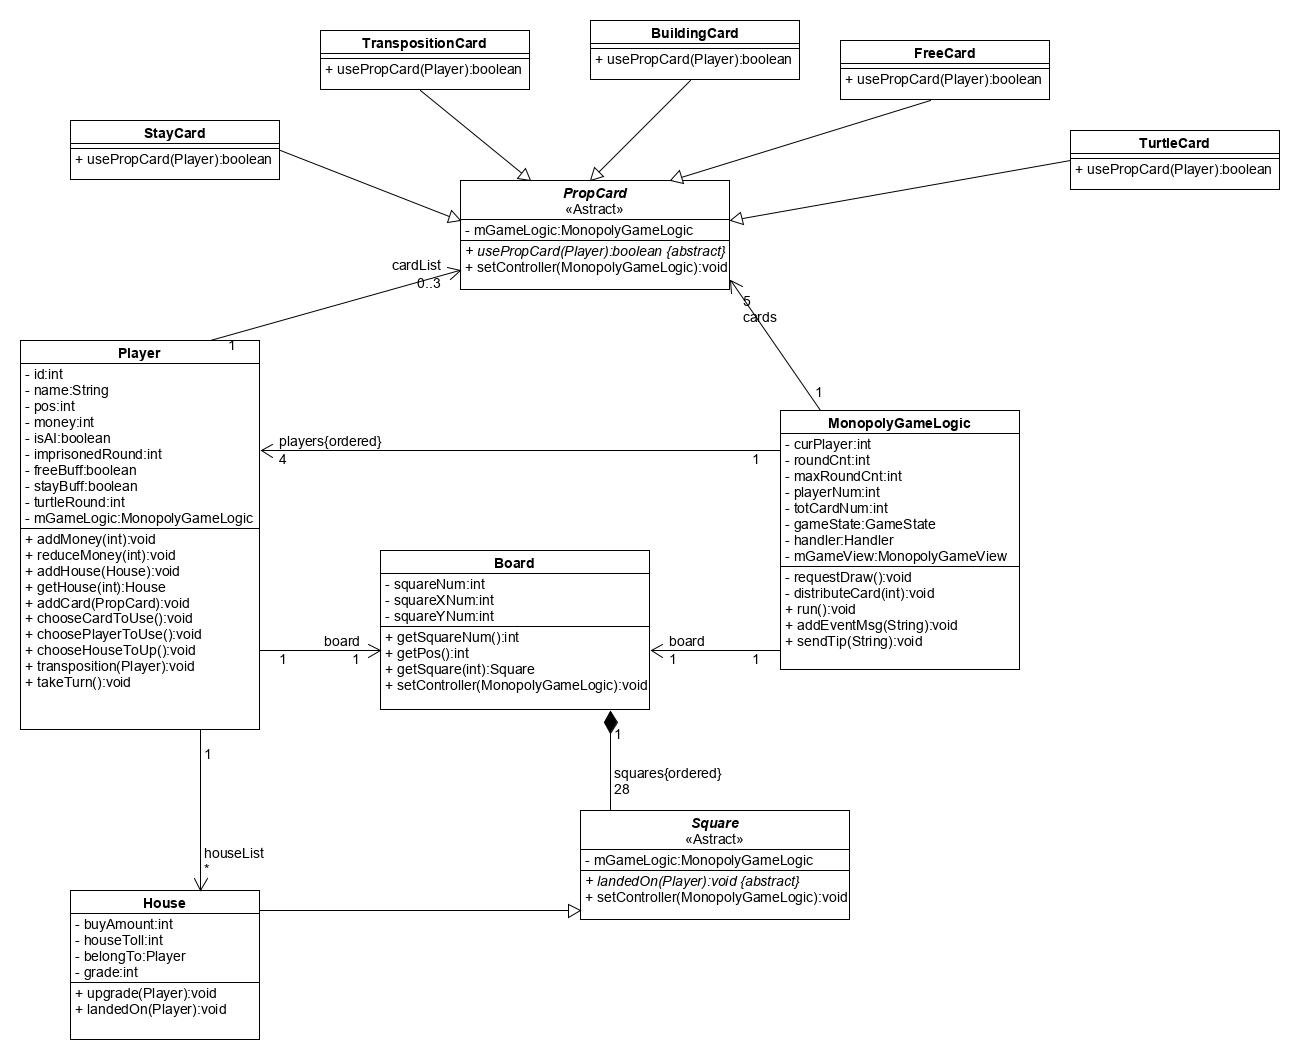 TranspositionCard
+ usePropCard(Player):boolean
BuildingCard
+ usePropCard(Player):boolean
FreeCard
+ usePropCard(Player):boolean
StayCard
+ usePropCard(Player):boolean
TurtleCard
+ usePropCard(Player):boolean
PropCard
«Astract»
- mGameLogic:MonopolyGameLogic
+ usePropCard(Player):boolean {abstract}
+ setController(MonopolyGameLogic):void
cardList
0..3
1
5
cards
1
Player
- id:int
- name:String
- pos:int
- money:int
- isAI:boolean
- imprisonedRound:int
- freeBuff:boolean
- stayBuff:boolean
- turtleRound:int
- mGameLogic:MonopolyGameLogic
+ addMoney(int):void
+ reduceMoney(int):void
+ addHouse(House):void
+ getHouse(int):House
+ addCard(PropCard):void
+ chooseCardToUse():void
+ choosePlayerToUse():void
+ chooseHouseToUp():void
+ transposition(Player):void
+ takeTurn():void
players{ordered}
4
1
MonopolyGameLogic
- curPlayer:int
- roundCnt:int
- maxRoundCnt:int
- playerNum:int
- totCardNum:int
- gameState:GameState
- handler:Handler
- mGameView:MonopolyGameView
- requestDraw():void
- distributeCard(int):void
+ run():void
+ addEventMsg(String):void
+ sendTip(String):void
Board
- squareNum:int
- squareXNum:int
- squareYNum:int
+ getSquareNum():int
+ getPos():int
+ getSquare(int):Square
+ setController(MonopolyGameLogic):void
board
1
1
board
1
1
1
squares{ordered}
28
Square
«Astract»
- mGameLogic:MonopolyGameLogic
+ landedOn(Player):void {abstract}
+ setController(MonopolyGameLogic):void
1
houseList
*
House
- buyAmount:int
- houseToll:int
- belongTo:Player
- grade:int
+ upgrade(Player):void
+ landedOn(Player):void